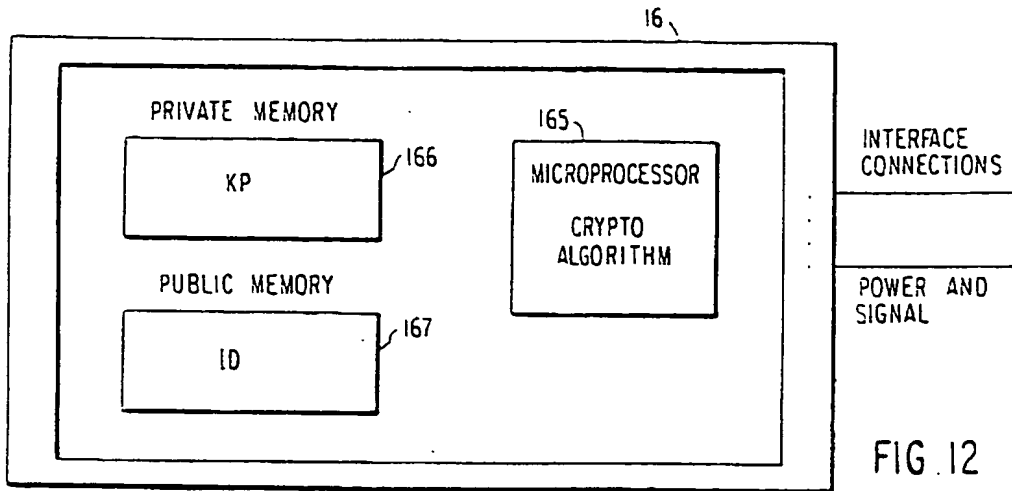 16
PRIVATE MEMORY
KP
166
PUBLIC MEMORY
ID
167
165
MICROPROCESSOR
CRYPTO
ALGORITHM
INTERFACE
CONNECTIONS
POWER AND
SIGNAL
FIG.12